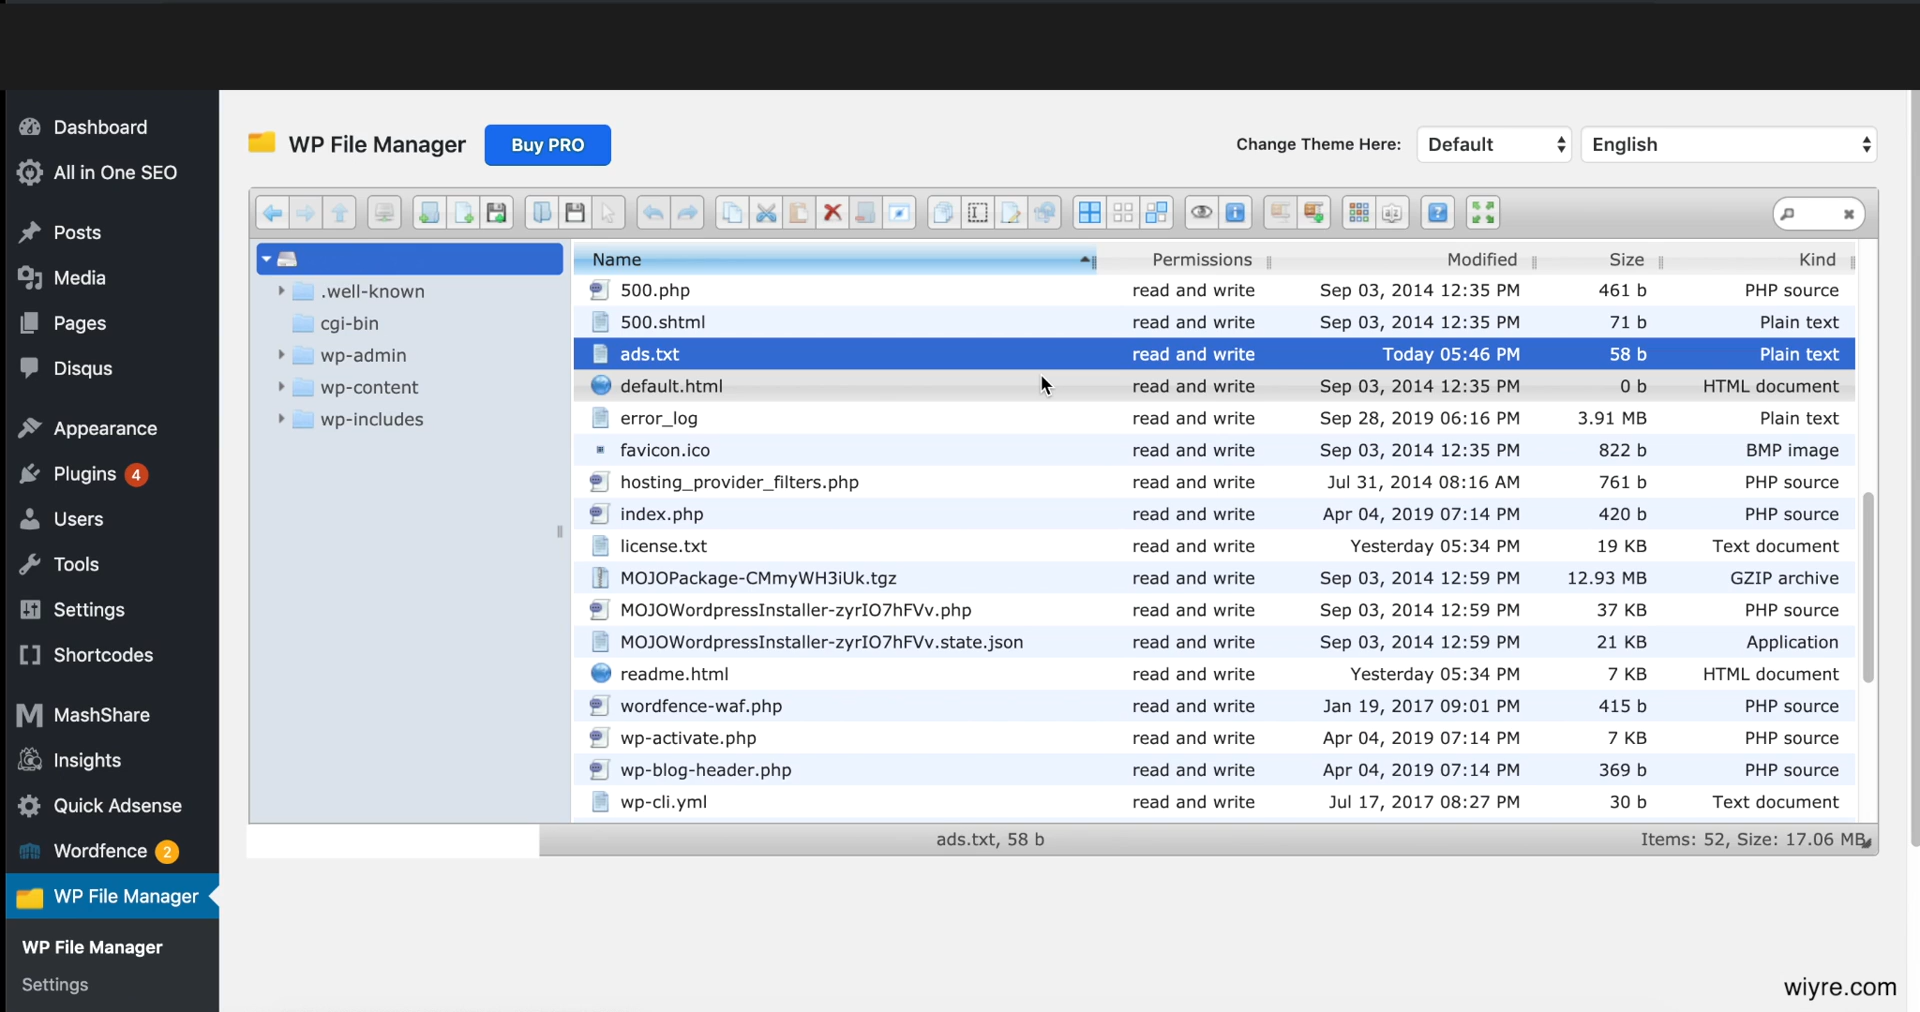 Dashboard
All in One SEO
Posts
Media
Pages
Disqus
Appearance
Plugins 4
Users
Tools
Settings
Shortcodes
MashShare
Insights
Quick Adsense
Wordfence 2
WP File Manager
WP File Manager
Settings
WP File Manager Buy PRO Change Theme Here: Default English
.well-known
cgi-bin
wp-admin
wp-content
wp-includes
Name Permissions Modified Size Kind
500.php read and write Sep 03, 2014 12:35 PM 461 b PHP source
500.shtml read and write Sep 03, 2014 12:35 PM 71 b Plain text
ads.txt read and write Today 05:46 PM 58 b Plain text
default.html read and write Sep 03, 2014 12:35 PM 0 b HTML document
error_log read and write Sep 28, 2019 06:16 PM 3.91 MB Plain text
favicon.ico read and write Sep 03, 2014 12:35 PM 822 b BMP image
hosting_provider_filters.php read and write Jul 31, 2014 08:16 AM 761 b PHP source
index.php read and write Apr 04, 2019 07:14 PM 420 b PHP source
license.txt read and write Yesterday 05:34 PM 19 KB Text document
MOJOPackage-CMmyWH3iUk.tgz read and write Sep 03, 2014 12:59 PM 12.93 MB GZIP archive
MOJOWordpressInstaller-zyrIO7hFVv.php read and write Sep 03, 2014 12:59 PM 37 KB PHP source
MOJOWordpressInstaller-zyrIO7hFVv.state.json read and write Sep 03, 2014 12:59 PM 21 KB Application
readme.html read and write Yesterday 05:34 PM 7 KB HTML document
wordfence-waf.php read and write Jan 19, 2017 09:01 PM 415 b PHP source
wp-activate.php read and write Apr 04, 2019 07:14 PM 7 KB PHP source
wp-blog-header.php read and write Apr 04, 2019 07:14 PM 369 b PHP source
wp-cli.yml read and write Jul 17, 2017 08:27 PM 30 b Text document
ads.txt, 58 b Items: 52, Size: 17.06 MB
wiyre.com